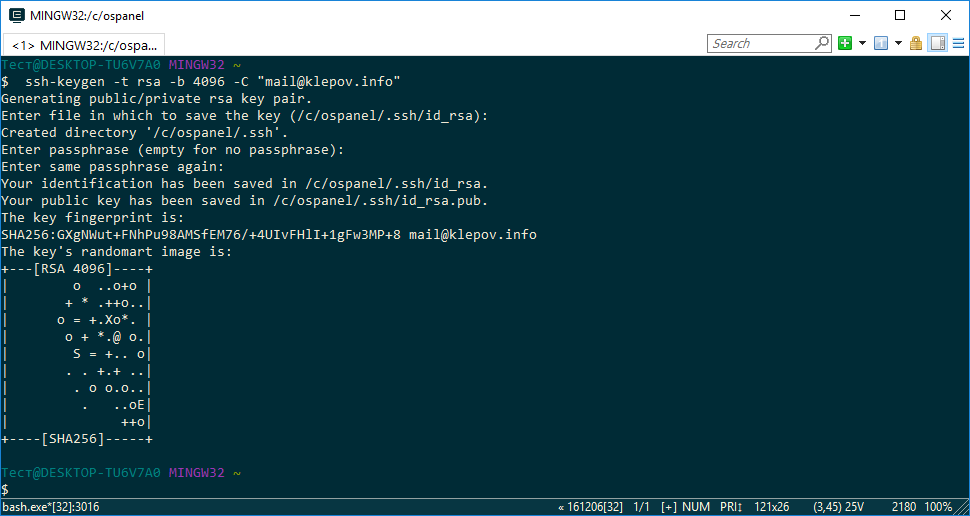 MINGW32:/c/ospanel
<1> MINGW32:/c/ospa...
Search
Тест@DESKTOP-TU6V7A0 MINGW32 ~
$  ssh-keygen -t rsa -b 4096 -C "mail@klepov.info"
Generating public/private rsa key pair.
Enter file in which to save the key (/c/ospanel/.ssh/id_rsa):
Created directory '/c/ospanel/.ssh'.
Enter passphrase (empty for no passphrase):
Enter same passphrase again:
Your identification has been saved in /c/ospanel/.ssh/id_rsa.
Your public key has been saved in /c/ospanel/.ssh/id_rsa.pub.
The key fingerprint is:
SHA256:GXgNWut+FNhPu98AMSfEM76/+4UIvFHlI+1gFw3MP+8 mail@klepov.info
The key's randomart image is:
+---[RSA 4096]----+
|        o  ..o+o |
|       + * .++o..|
|      o = +.Xo*. |
|       o + *.@ o.|
|        S = +.. o|
|       . . +.+ ..|
|        . o o.o..|
|         .   ..oE|
|              ++o|
+----[SHA256]-----+
Тест@DESKTOP-TU6V7A0 MINGW32 ~
$
bash.exe*[32]:3016 « 161206[32] 1/1 [+] NUM PRI↕ 121x26 (3,45) 25V 2180 100%